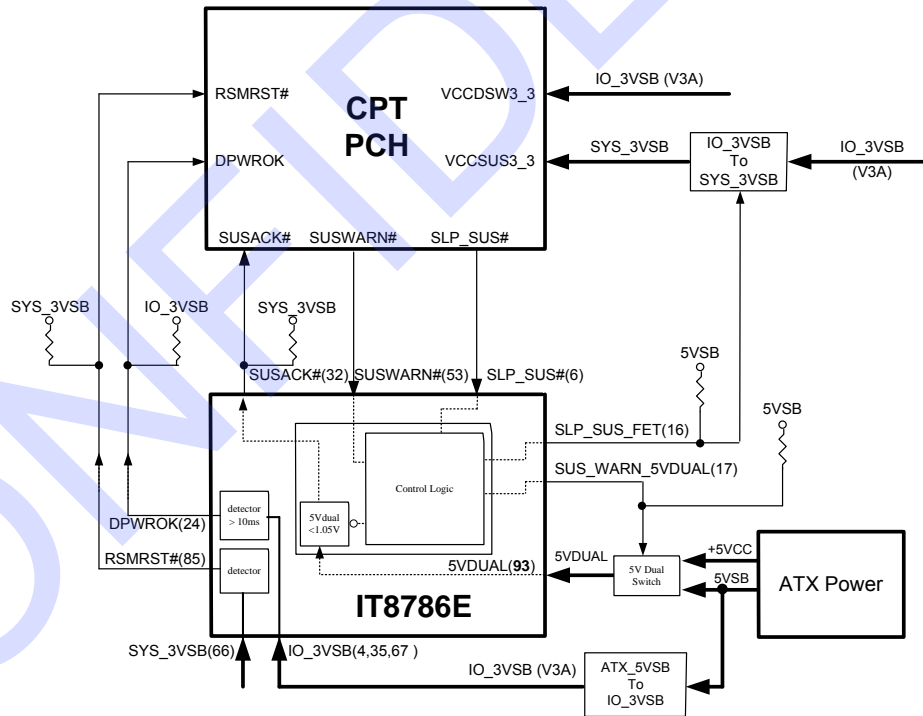 CONFIDE
CPT
PCH
RSMRST#
DPWROK
VCCDSW3_3
VCCSUS3_3
SUSACK#
SUSWARN#
SLP_SUS#
IO_3VSB (V3A)
SYS_3VSB
IO_3VSB
To
SYS_3VSB
IO_3VSB
(V3A)
SYS_3VSB
IO_3VSB
SYS_3VSB
SUSACK#(32)
SUSWARN#(53)
SLP_SUS#(6)
5VSB
5VSB
SLP_SUS_FET(16)
SUS_WARN_5VDUAL(17)
Control Logic
5Vdual
<1.05V
detector
> 10ms
DPWROK(24)
RSMRST#(85)
detector
5VDUAL(93)
5VDUAL
5V Dual
Switch
+5VCC
5VSB
ATX Power
IT8786E
SYS_3VSB(66)
IO_3VSB(4,35,67 )
IO_3VSB (V3A)
ATX_5VSB
To
IO_3VSB